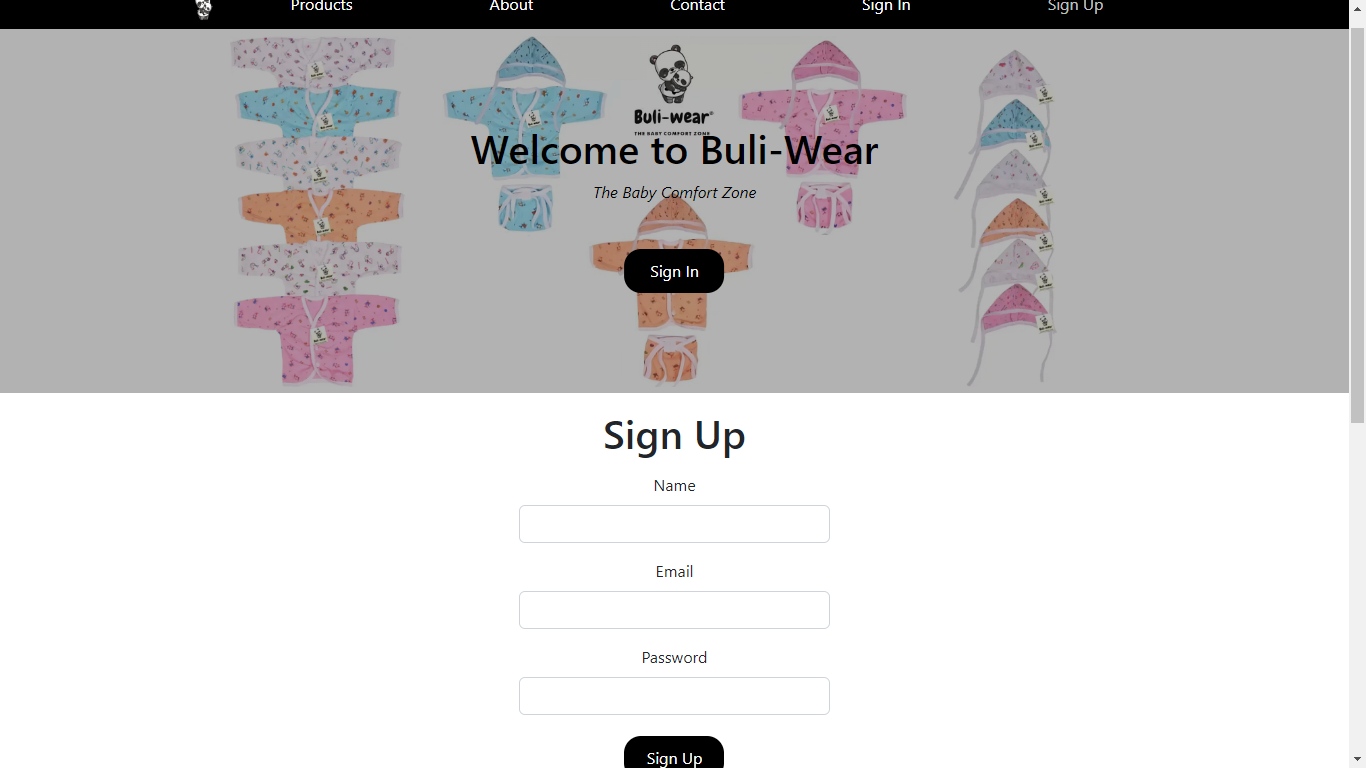 Products About Contact Sign In Sign Up
Buli-wear®
THE BABY COMFORT ZONE
Welcome to Buli-Wear
The Baby Comfort Zone
Sign In
Sign Up
Name
Email
Password
Sign Up